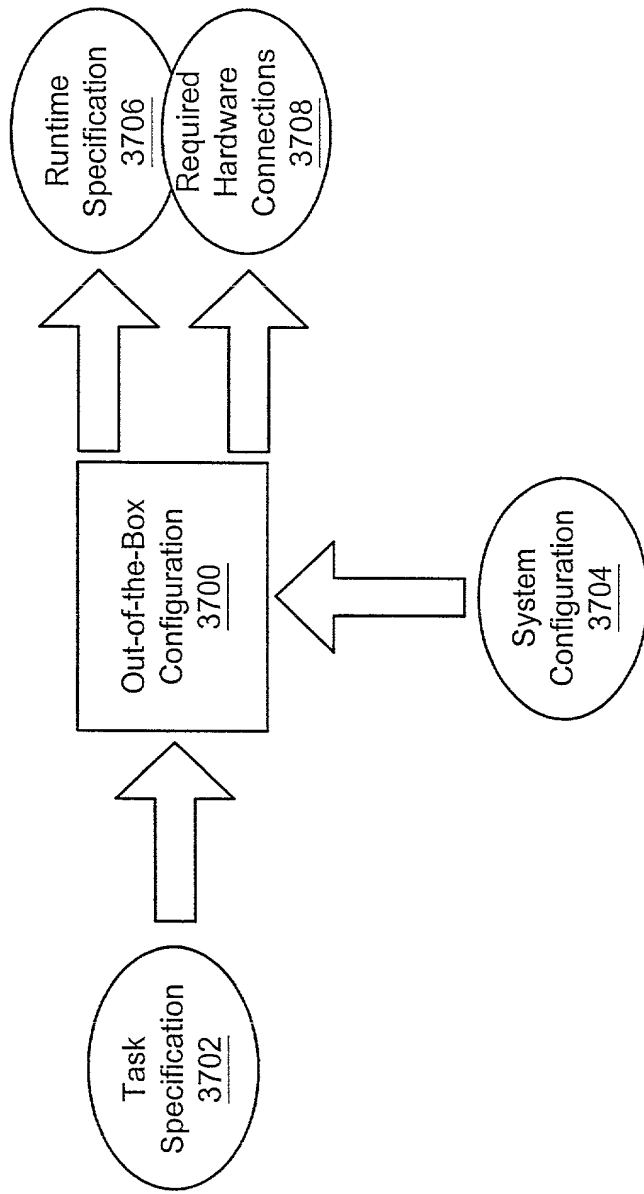 Task
Specification
3702
Out-of-the-Box
Configuration
3700
System
Configuration
3704
Runtime
Specification
3706
Required
Hardware
Connections
3708